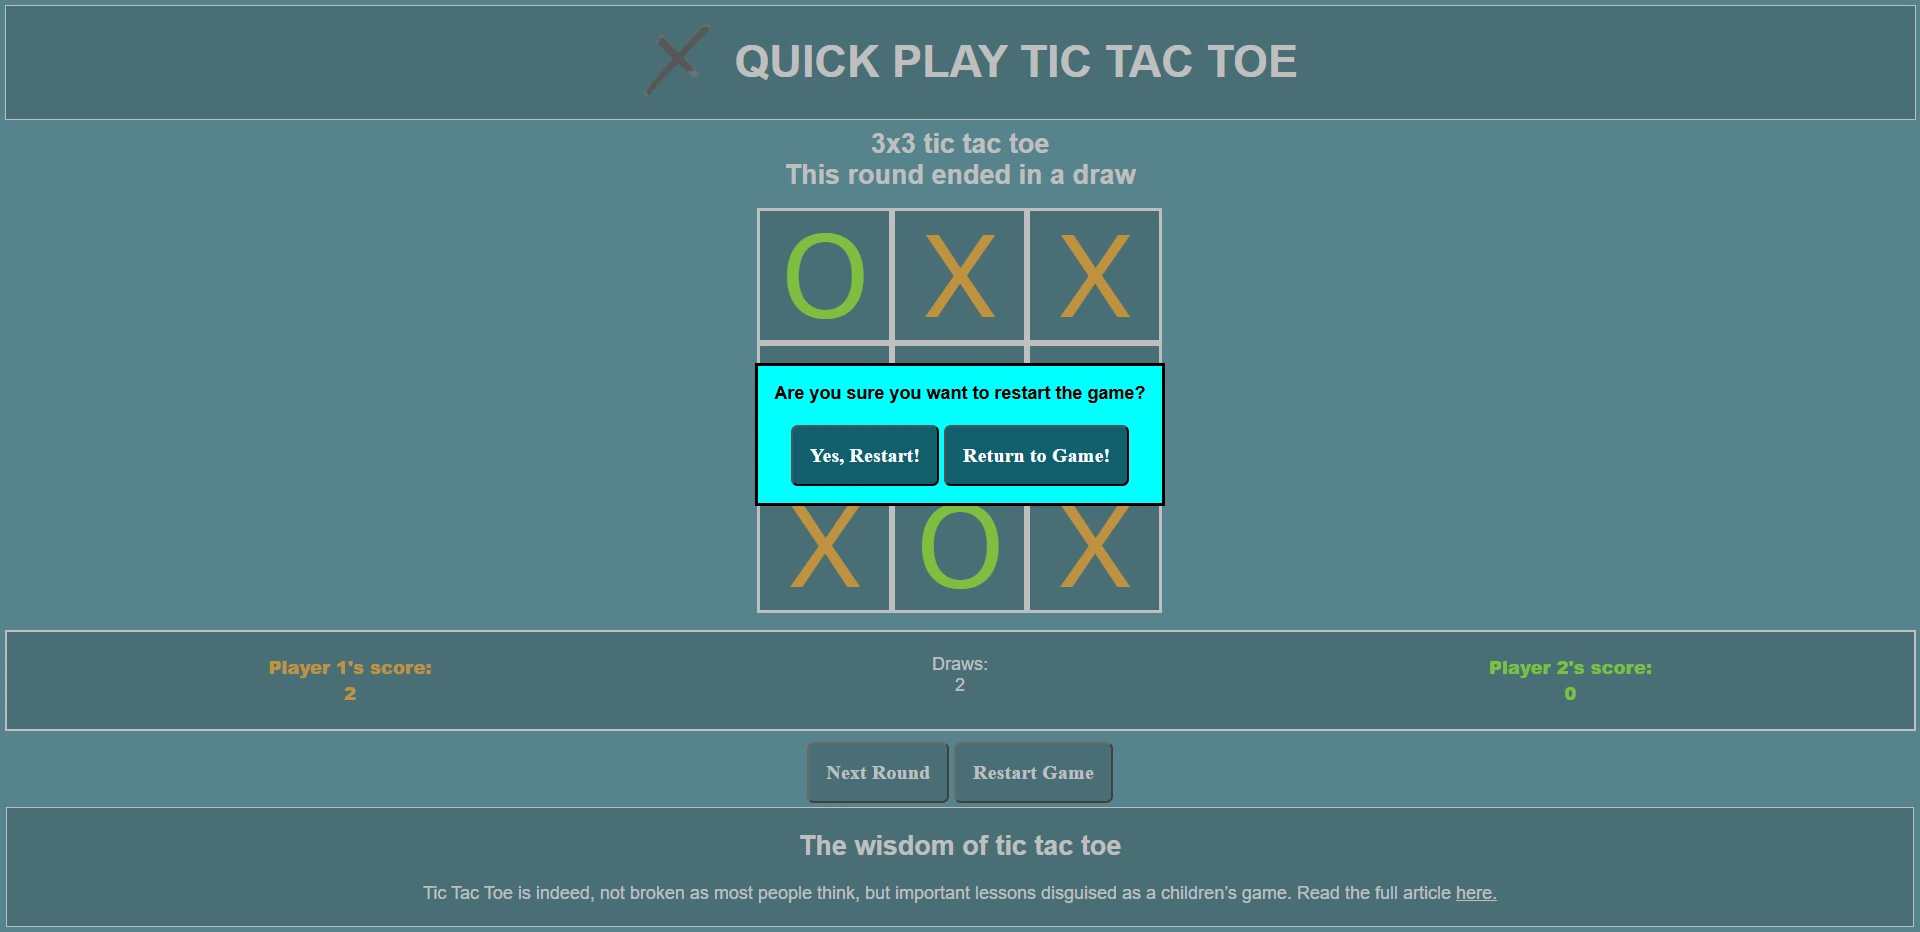 QUICK PLAY TIC TAC TOE
3x3 tic tac toe
This round ended in a draw
O X X
Are you sure you want to restart the game?
Yes, Restart! Return to Game!
X O X
Player 1's score: Draws: Player 2's score:
2 2 0
Next Round Restart Game
The wisdom of tic tac toe
Tic Tac Toe is indeed, not broken as most people think, but important lessons disguised as a children’s game. Read the full article here.